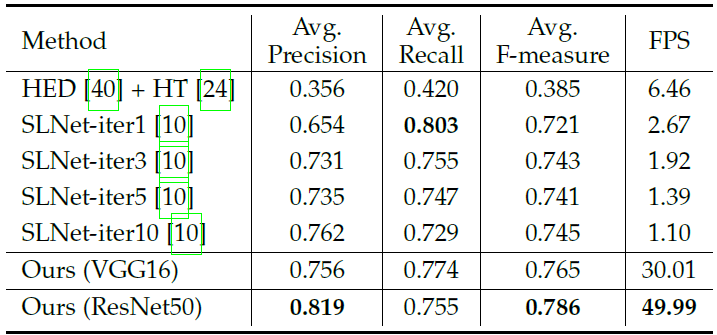 Method Avg. Precision Avg. Recall Avg. F-measure FPS
HED [40] + HT [24] 0.356 0.420 0.385 6.46
SLNet-iter1 [10] 0.654 0.803 0.721 2.67
SLNet-iter3 [10] 0.731 0.755 0.743 1.92
SLNet-iter5 [10] 0.735 0.747 0.741 1.39
SLNet-iter10 [10] 0.762 0.729 0.745 1.10
Ours (VGG16) 0.756 0.774 0.765 30.01
Ours (ResNet50) 0.819 0.755 0.786 49.99